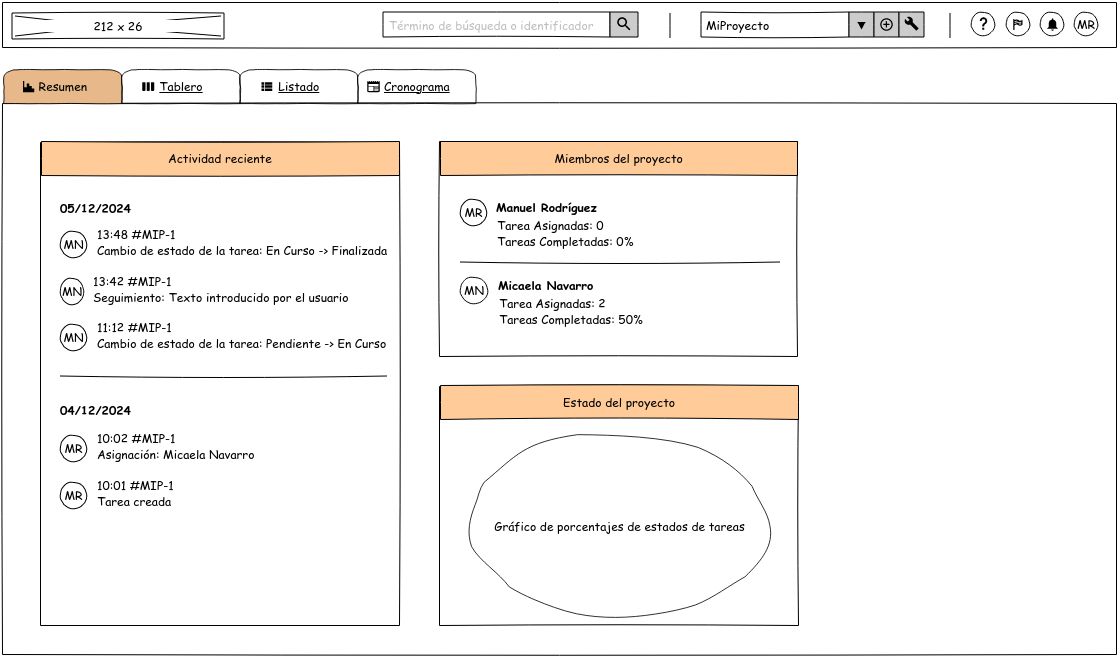 212 x 26
Término de búsqueda o identificador
MiProyecto
?
MR
Resumen
Tablero
Listado
Cronograma
Actividad reciente
05/12/2024
MN
13:48 #MIP-1
Cambio de estado de la tarea: En Curso -> Finalizada
MN
13:42 #MIP-1
Seguimiento: Texto introducido por el usuario
MN
11:12 #MIP-1
Cambio de estado de la tarea: Pendiente -> En Curso
04/12/2024
MR
10:02 #MIP-1
Asignación: Micaela Navarro
MR
10:01 #MIP-1
Tarea creada
Miembros del proyecto
MR
Manuel Rodríguez
Tarea Asignadas: 0
Tareas Completadas: 0%
MN
Micaela Navarro
Tarea Asignadas: 2
Tareas Completadas: 50%
Estado del proyecto
Gráfico de porcentajes de estados de tareas